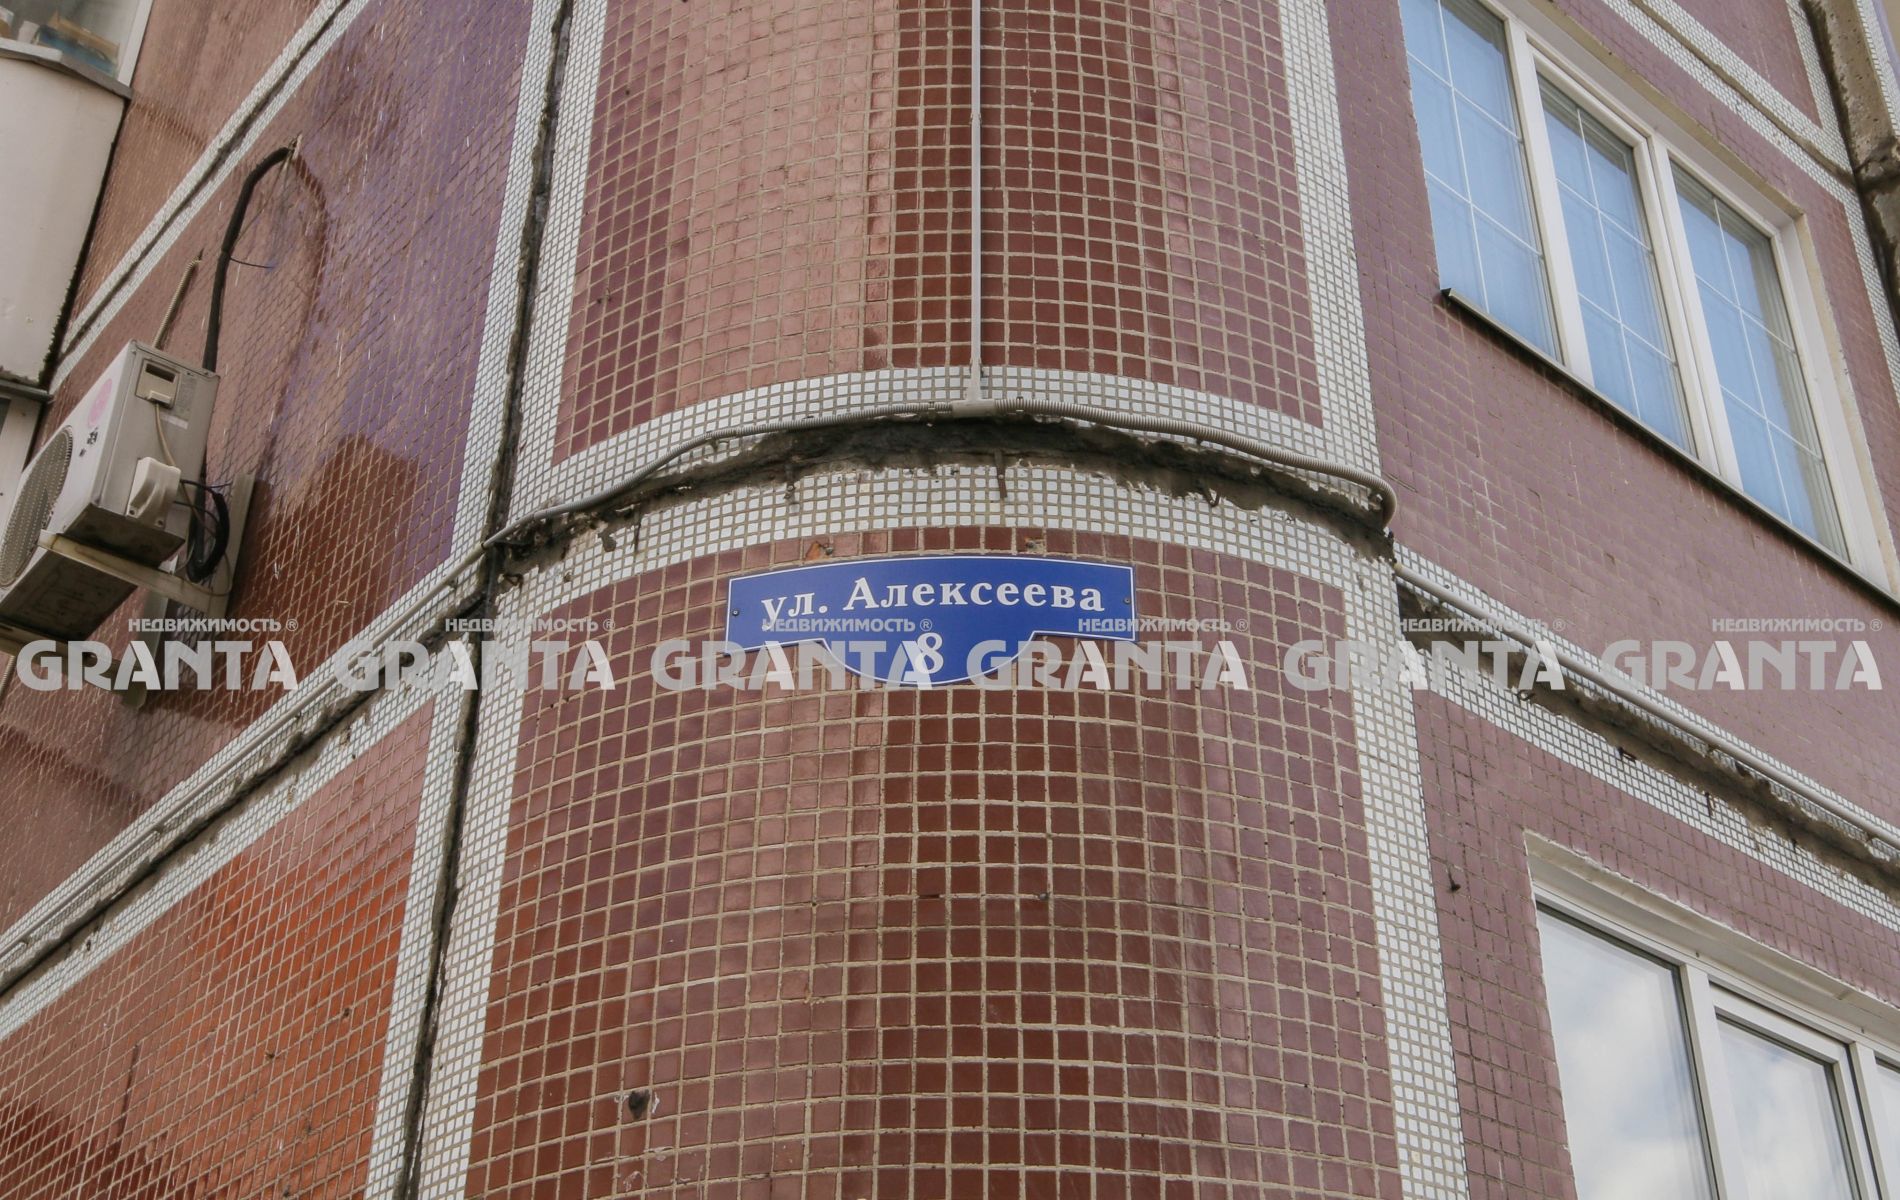 ул. Алексеева
8
НЕДВИЖИМОСТЬ ® НЕДВИЖИМОСТЬ ® НЕДВИЖИМОСТЬ ® НЕДВИЖИМОСТЬ ® НЕДВИЖИМОСТЬ ® НЕДВИЖИМОСТЬ ®
GRANTA GRANTA GRANTA GRANTA GRANTA GRANTA